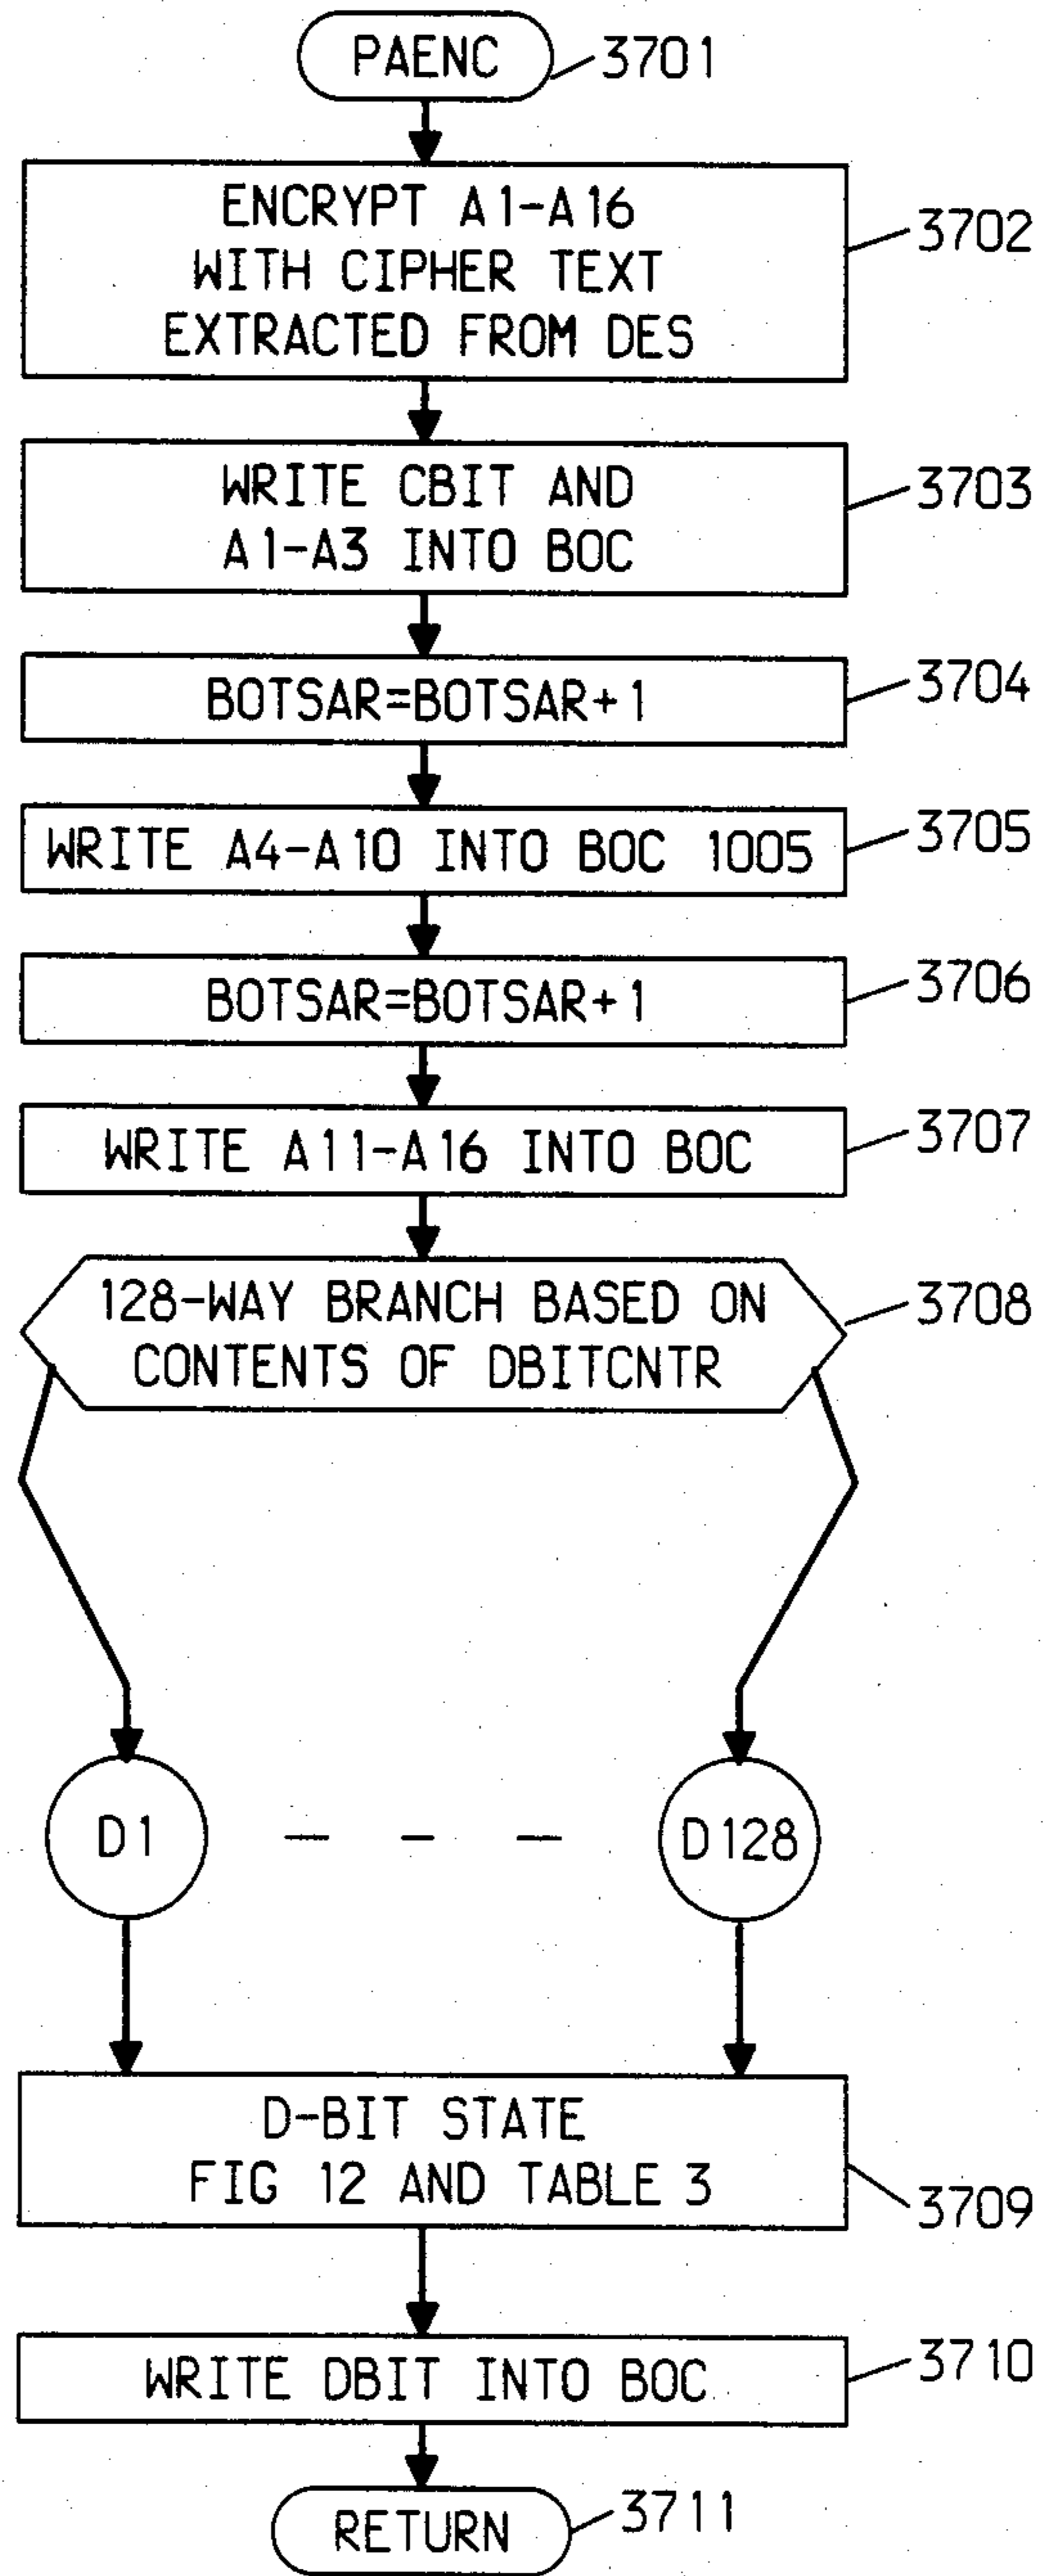 PAENC 3701
ENCRYPT A1-A16
WITH CIPHER TEXT
EXTRACTED FROM DES
3702
WRITE CBIT AND
A1-A3 INTO BOC
3703
BOTSAR=BOTSAR+1
3704
WRITE A4-A10 INTO BOC 1005
3705
BOTSAR=BOTSAR+1
3706
WRITE A11-A16 INTO BOC
3707
128-WAY BRANCH BASED ON
CONTENTS OF DBITCNTR
3708
D1 - - - D128
D-BIT STATE
FIG 12 AND TABLE 3
3709
WRITE DBIT INTO BOC
3710
RETURN 3711